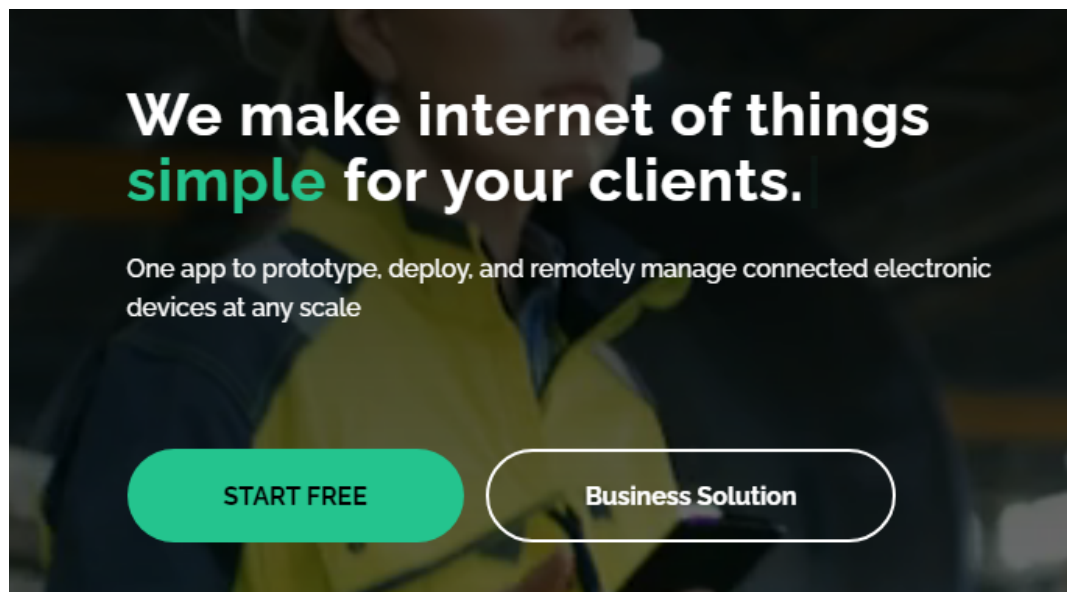 We make internet of things
simple for your clients.
One app to prototype, deploy, and remotely manage connected electronic
devices at any scale
START FREE
Business Solution